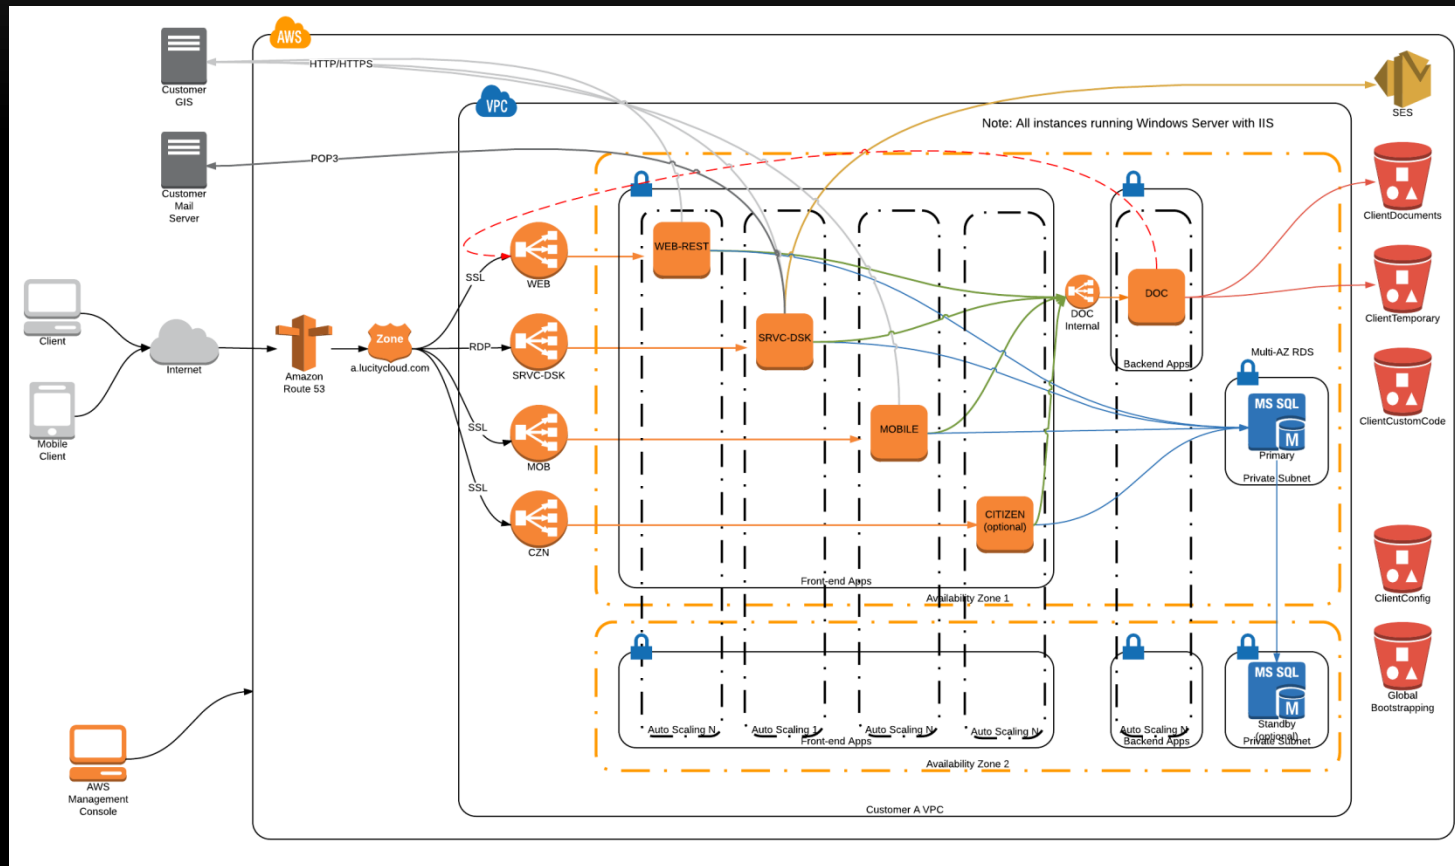 AWS
Customer
GIS
HTTP/HTTPS
SES
VPC
Note: All instances running Windows Server with IIS
Customer
Mail
Server
POP3
ClientDocuments
WEB-REST
SSL
WEB
DOC
DOC
Internal
ClientTemporary
Client
Internet
Amazon
Route 53
Zone
a.lucitycloud.com
RDP
SRVC-DSK
SRVC-DSK
Backend Apps
Multi-AZ RDS
Mobile
Client
SSL
MOB
MOBILE
MS SQL
M
Primary
Private Subnet
ClientCustomCode
SSL
CZN
CITIZEN
(optional)
Front-end Apps
Availability Zone 1
ClientConfig
MS SQL
M
Standby
(optional)
Private Subnet
Global
Bootstrapping
Auto Scaling N
Auto Scaling 1
Auto Scaling N
Auto Scaling N
Auto Scaling N
Front-end Apps
Backend Apps
Availability Zone 2
AWS
Management
Console
Customer A VPC